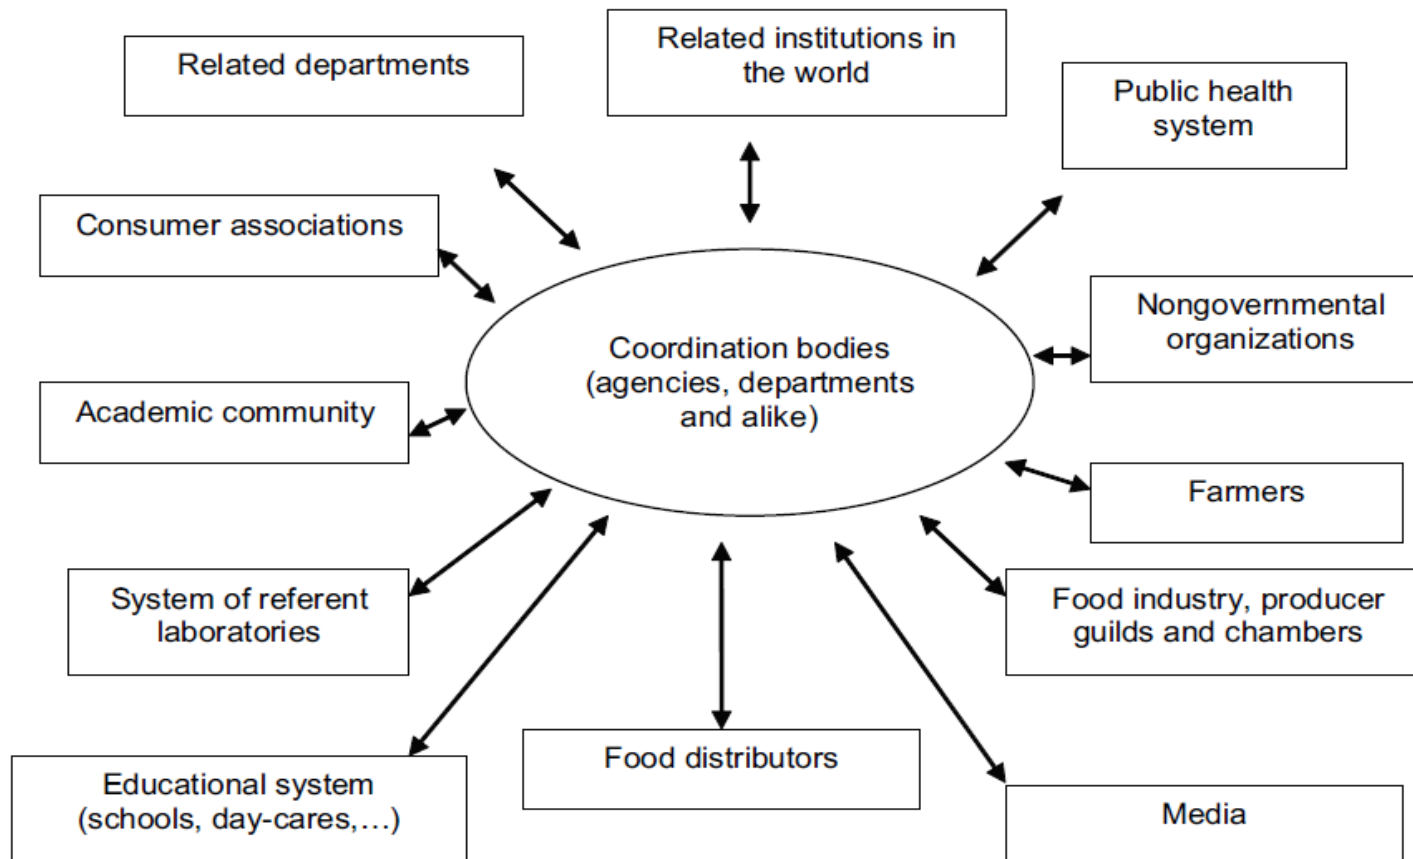 Related departments
Related institutions in
the world
Public health
system
Consumer associations
Nongovernmental
organizations
Coordination bodies
(agencies, departments
and alike)
Academic community
Farmers
System of referent
laboratories
Food industry, producer
guilds and chambers
Educational system
(schools, day-cares,…)
Food distributors
Media